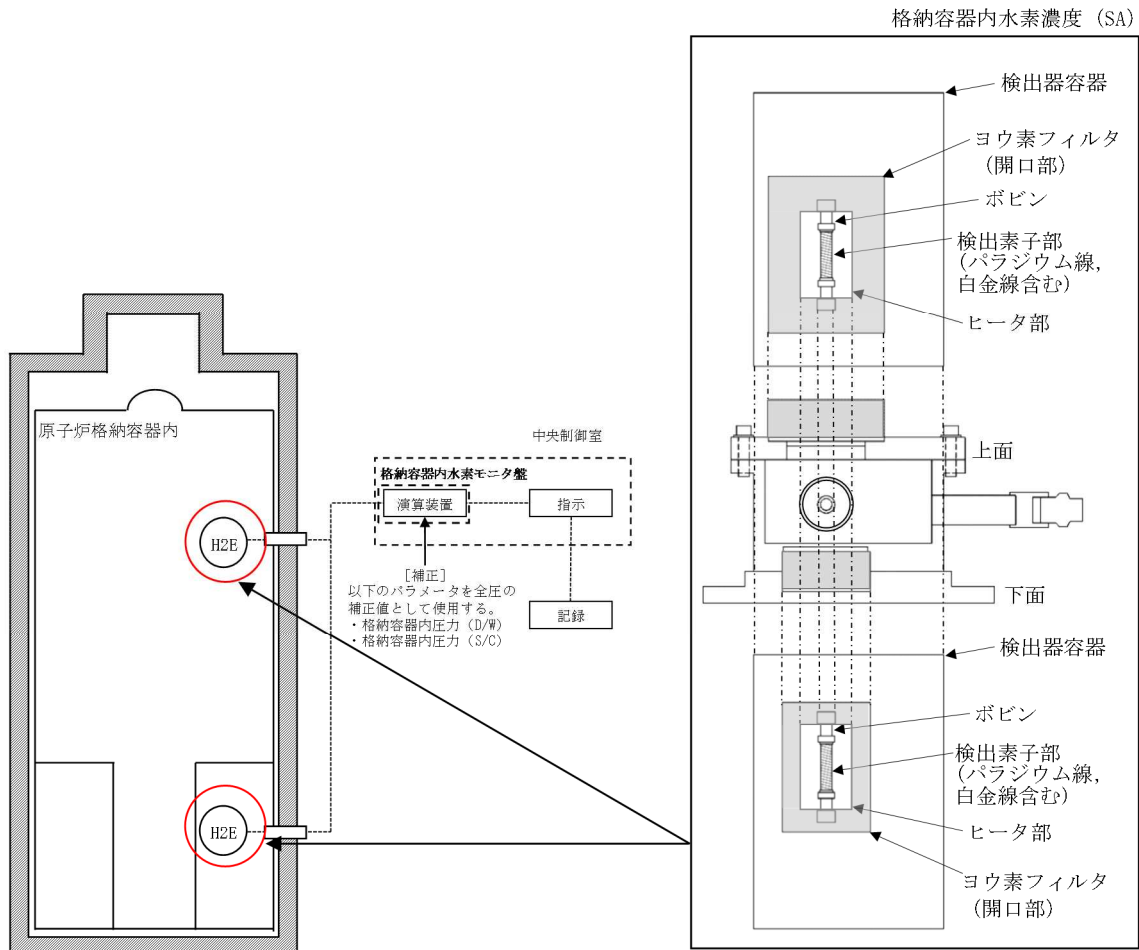 格納容器内水素濃度 (SA)
検出器容器
ヨウ素フィルタ
(開口部)
ボビン
検出素子部
(パラジウム線,
白金線含む)
ヒータ部
上面
下面
検出器容器
ボビン
検出素子部
(パラジウム線,
白金線含む)
ヒータ部
ヨウ素フィルタ
(開口部)
原子炉格納容器内
H2E
H2E
中央制御室
格納容器内水素モニタ盤
演算装置
指示
記録
[補正]
以下のパラメータを全圧の
補正値として使用する。
・格納容器内圧力 (D/W)
・格納容器内圧力 (S/C)